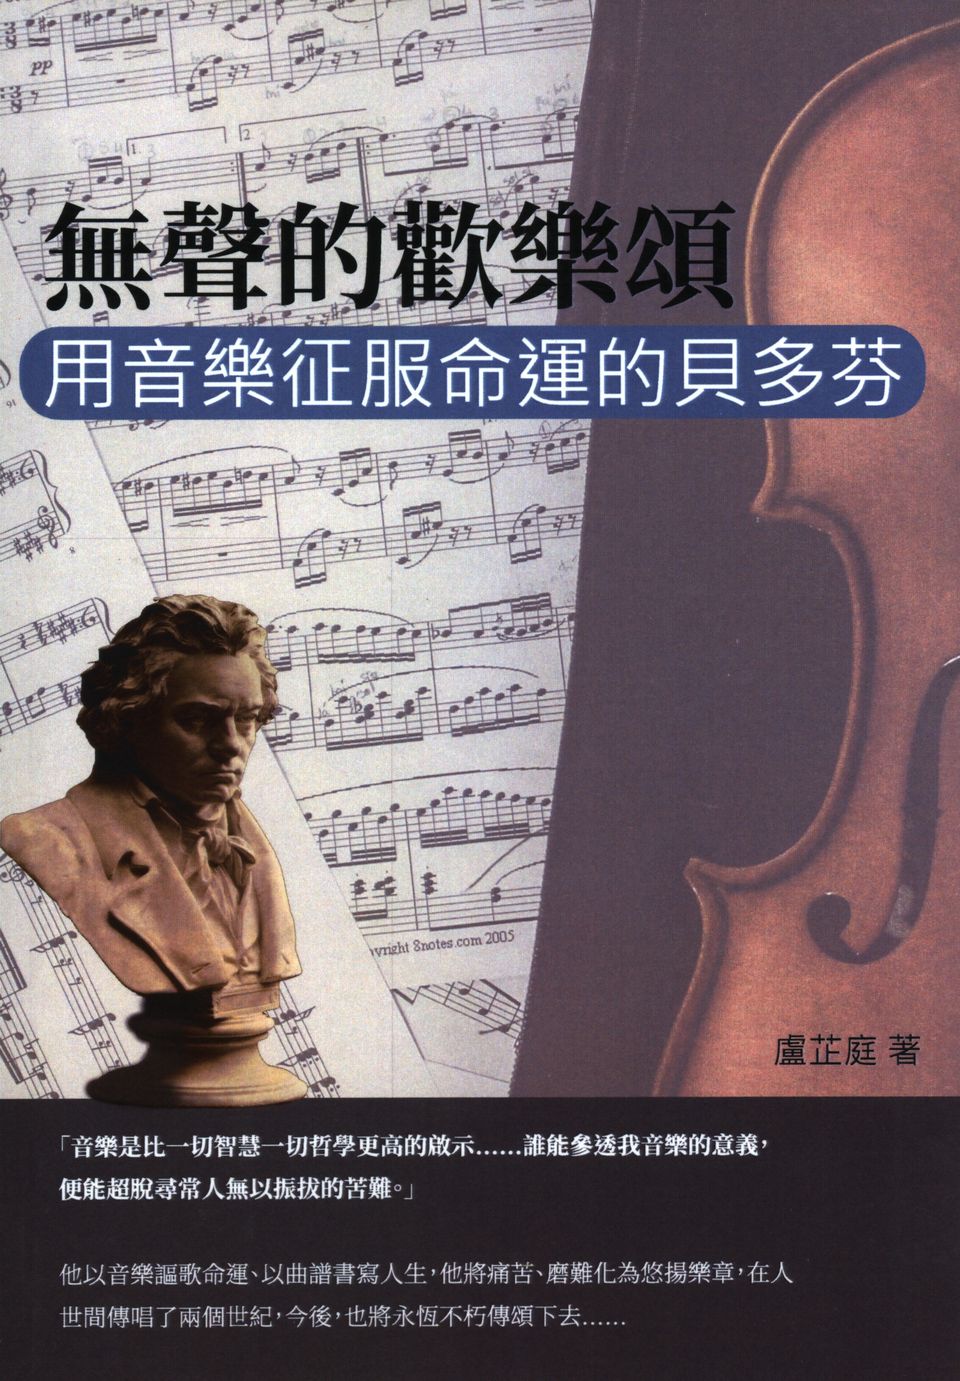 無聲的歡樂頌
用音樂征服命運的貝多芬
pyright 8notes.com 2005
盧芷庭 著
「音樂是比一切智慧一切哲學更高的啟示……誰能參透我音樂的意義，
便能超脫尋常人無以振拔的苦難。」
他以音樂謳歌命運、以曲譜書寫人生，他將痛苦、磨難化為悠揚樂章，在人
世間傳唱了兩個世紀，今後，也將永恆不朽傳頌下去……